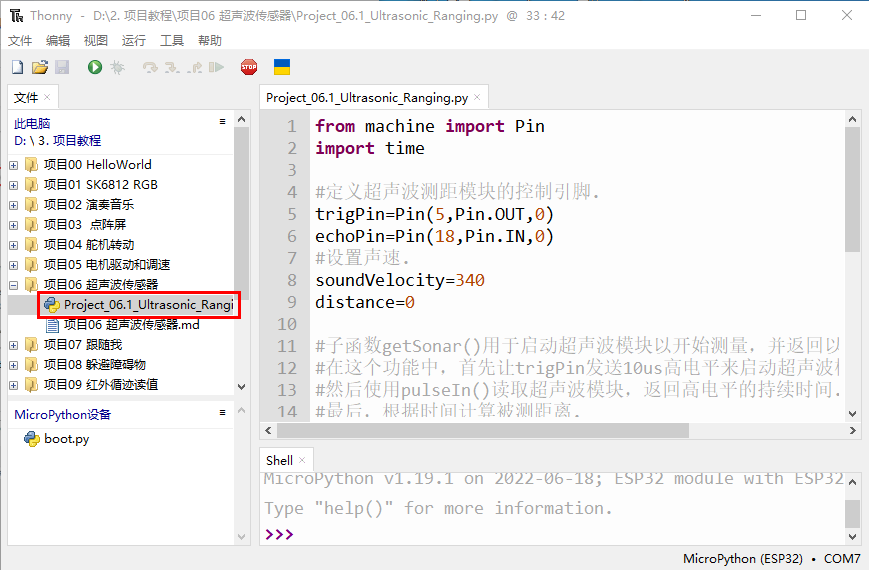 Thonny - D:\2. 项目教程\项目06 超声波传感器\Project_06.1_Ultrasonic_Ranging.py @ 33 : 42
文件 编辑 视图 运行 工具 帮助
STOP
文件 ×
此电脑
D: \ 3. 项目教程
项目00 HelloWorld
项目01 SK6812 RGB
项目02 演奏音乐
项目03 点阵屏
项目04 舵机转动
项目05 电机驱动和调速
项目06 超声波传感器
Project_06.1_Ultrasonic_Rangi
项目06 超声波传感器.md
项目07 跟随我
项目08 躲避障碍物
项目09 红外循迹读值
MicroPython设备
boot.py
Project_06.1_Ultrasonic_Ranging.py ×
1 from machine import Pin
2 import time
3
4 #定义超声波测距模块的控制引脚.
5 trigPin=Pin(5,Pin.OUT,0)
6 echoPin=Pin(18,Pin.IN,0)
7 #设置声速.
8 soundVelocity=340
9 distance=0
10
11 #子函数getSonar()用于启动超声波模块以开始测量, 并返回以
12 #在这个功能中, 首先让trigPin发送10us高电平来启动超声波模
13 #然后使用pulseIn()读取超声波模块, 返回高电平的持续时间.
14 #最后, 根据时间计算被测距离.
Shell ×
MicroPython v1.19.1 on 2022-06-18; ESP32 module with ESP32
Type "help()" for more information.
>>>
MicroPython (ESP32) • COM7